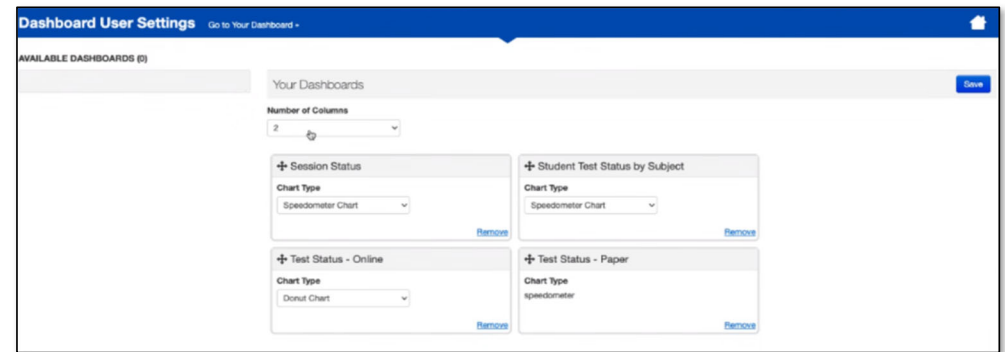 Dashboard User Settings Go to Your Dashboard »
AVAILABLE DASHBOARDS (0)
Your Dashboards
Save
Number of Columns
2
Session Status
Chart Type
Speedometer Chart
Remove
Student Test Status by Subject
Chart Type
Speedometer Chart
Remove
Test Status - Online
Chart Type
Donut Chart
Remove
Test Status - Paper
Chart Type
speedometer
Remove